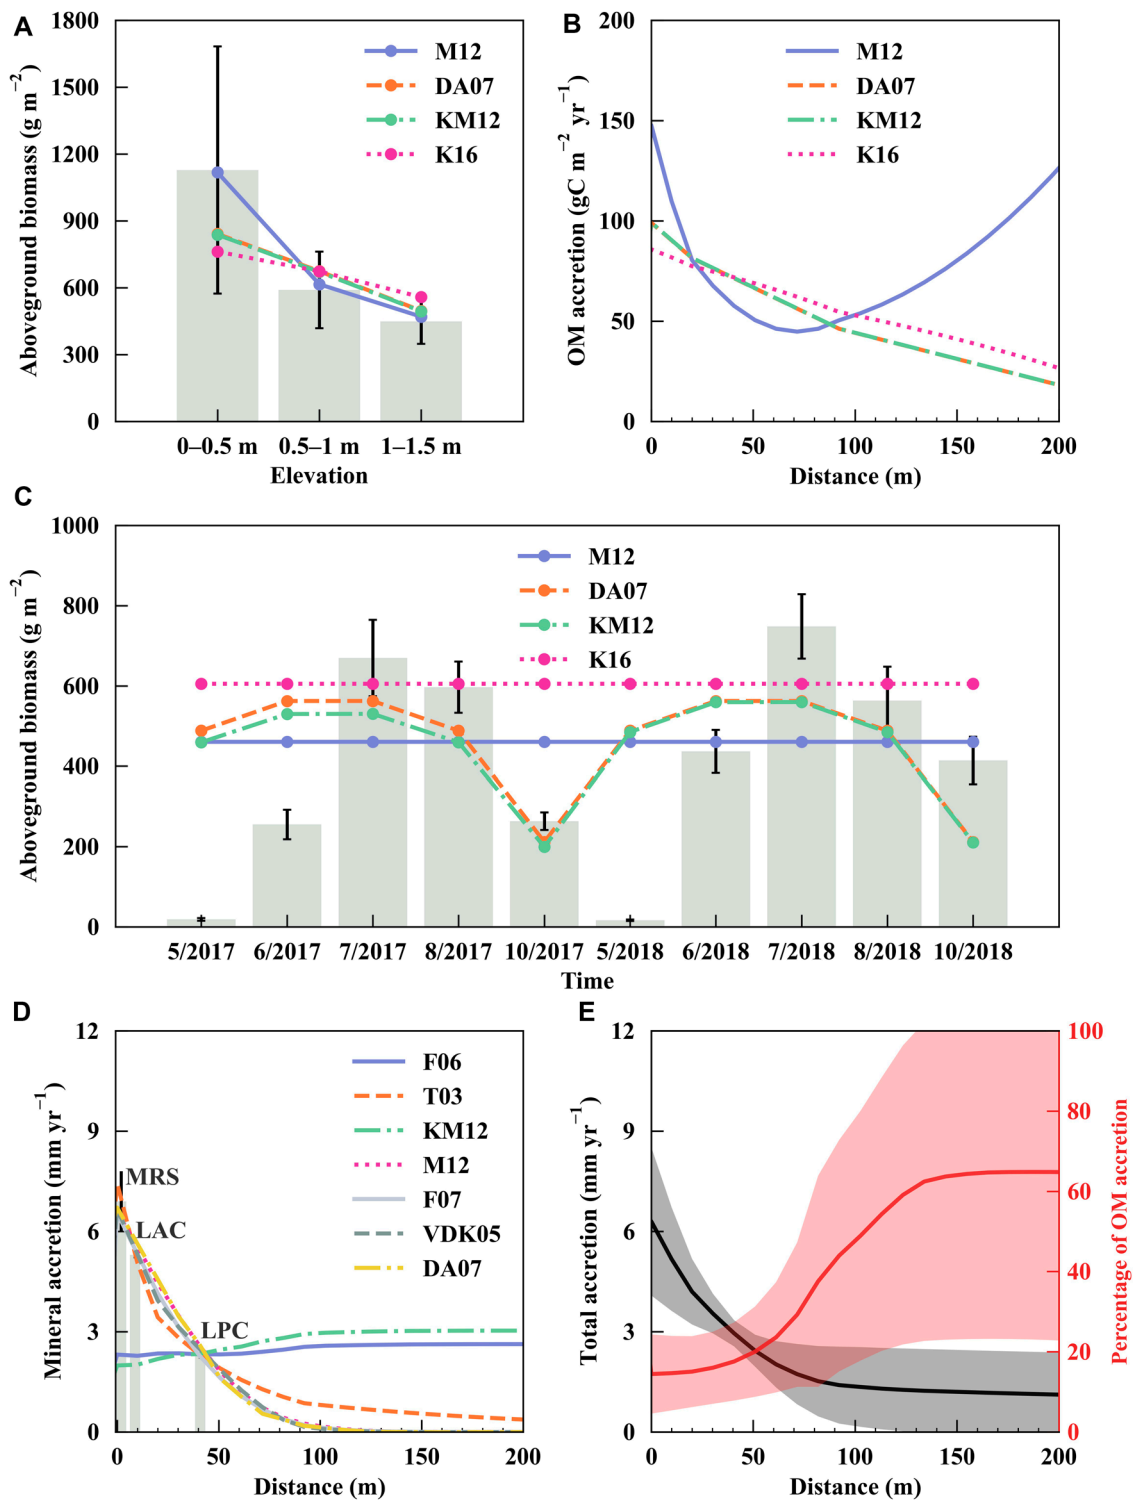 A
1800
1500
1200
900
600
300
0
Aboveground biomass (g m−2)
M12
DA07
KM12
K16
0–0.5 m 0.5–1 m 1–1.5 m
Elevation
B
200
150
100
50
0
OM accretion (gC m−2 yr−1)
M12
DA07
KM12
K16
0 50 100 150 200
Distance (m)
C
1000
800
600
400
200
0
Aboveground biomass (g m−2)
M12
DA07
KM12
K16
5/2017 6/2017 7/2017 8/2017 10/2017 5/2018 6/2018 7/2018 8/2018 10/2018
Time
D
12
9
6
3
0
Mineral accretion (mm yr−1)
F06
T03
KM12
M12
F07
VDK05
DA07
MRS
LAC
LPC
0 50 100 150 200
Distance (m)
E
12
9
6
3
0
Total accretion (mm yr−1)
100
80
60
40
20
0
Percentage of OM accretion
0 50 100 150 200
Distance (m)